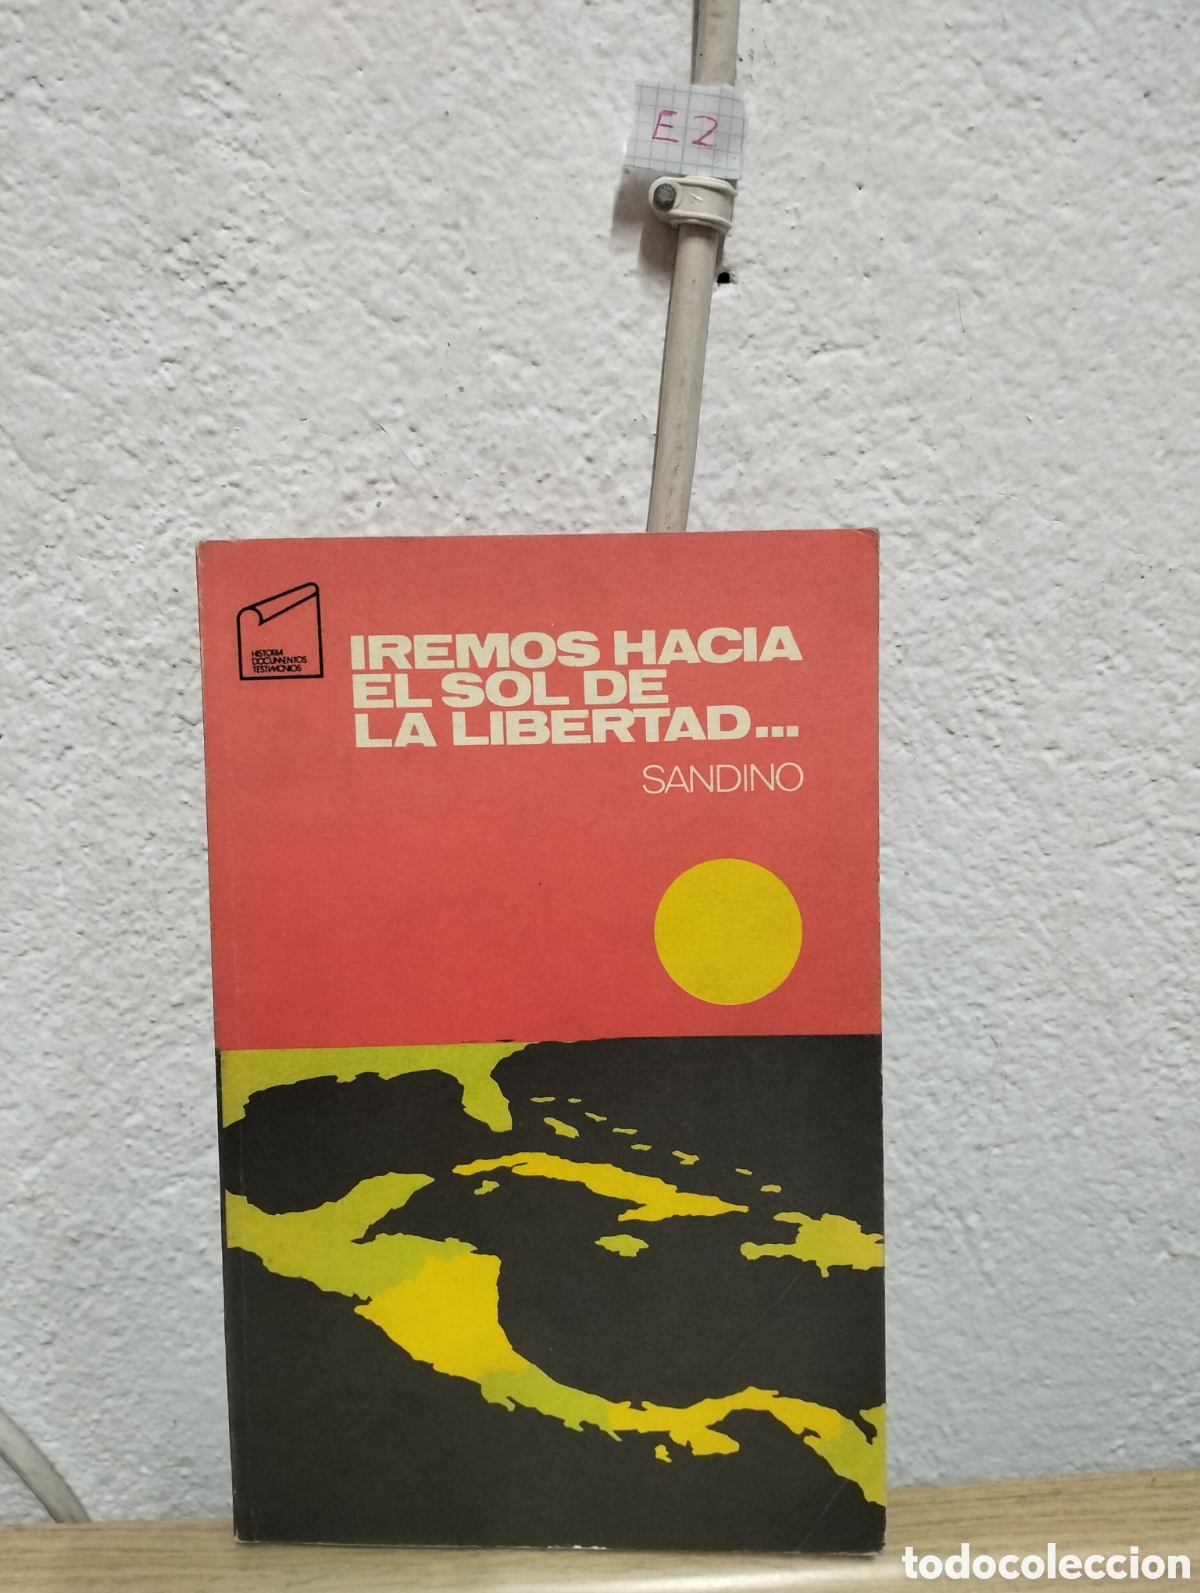 E2
HISTORIA
DOCUMENTOS
TESTIMONIOS
IREMOS HACIA
EL SOL DE
LA LIBERTAD...
SANDINO
todocoleccion